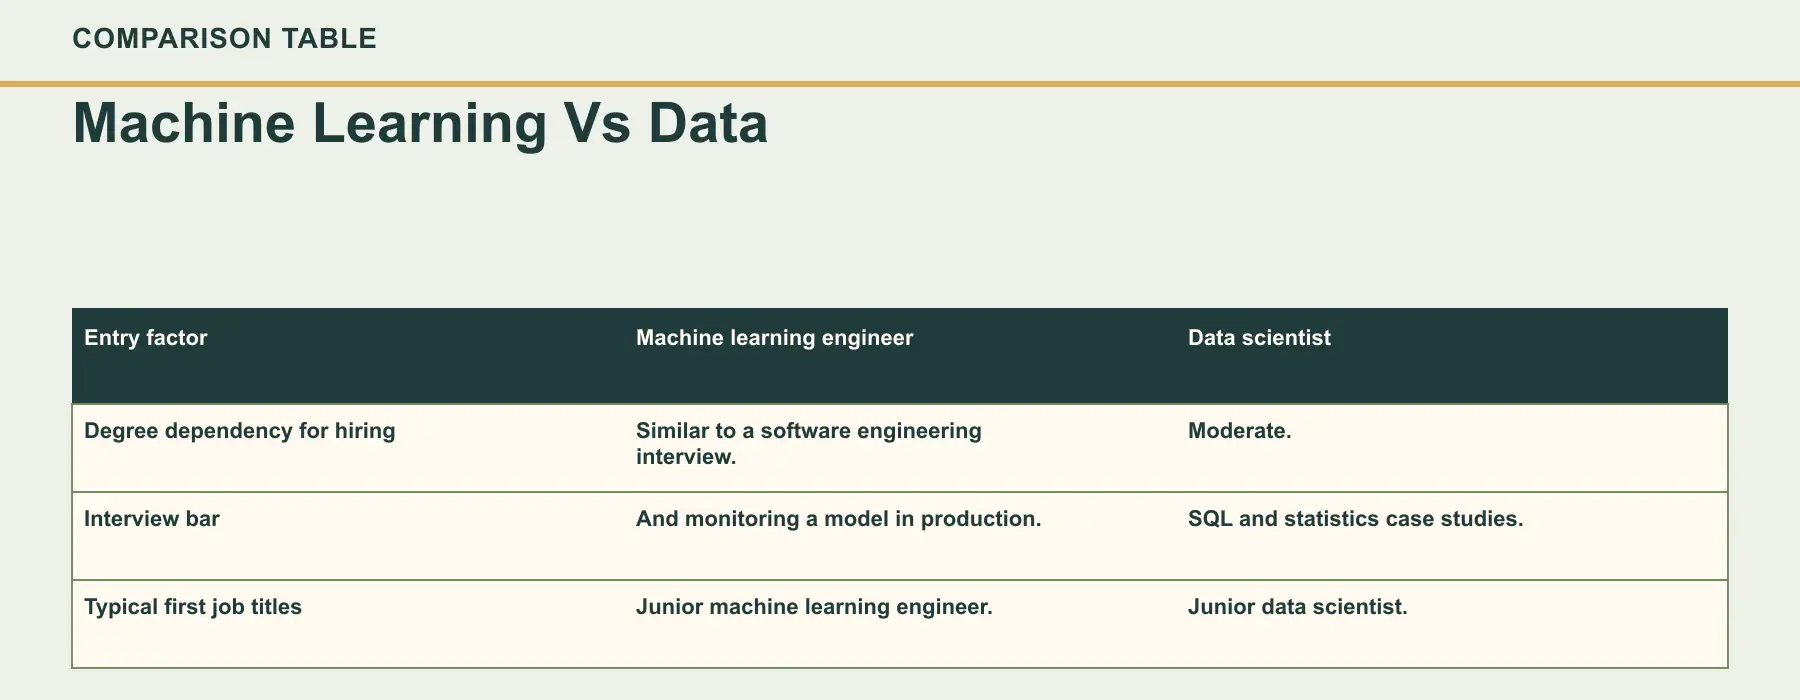 COMPARISON TABLE
Machine Learning Vs Data
Entry factor Machine learning engineer Data scientist
Degree dependency for hiring Similar to a software engineering interview. Moderate.
Interview bar And monitoring a model in production. SQL and statistics case studies.
Typical first job titles Junior machine learning engineer. Junior data scientist.